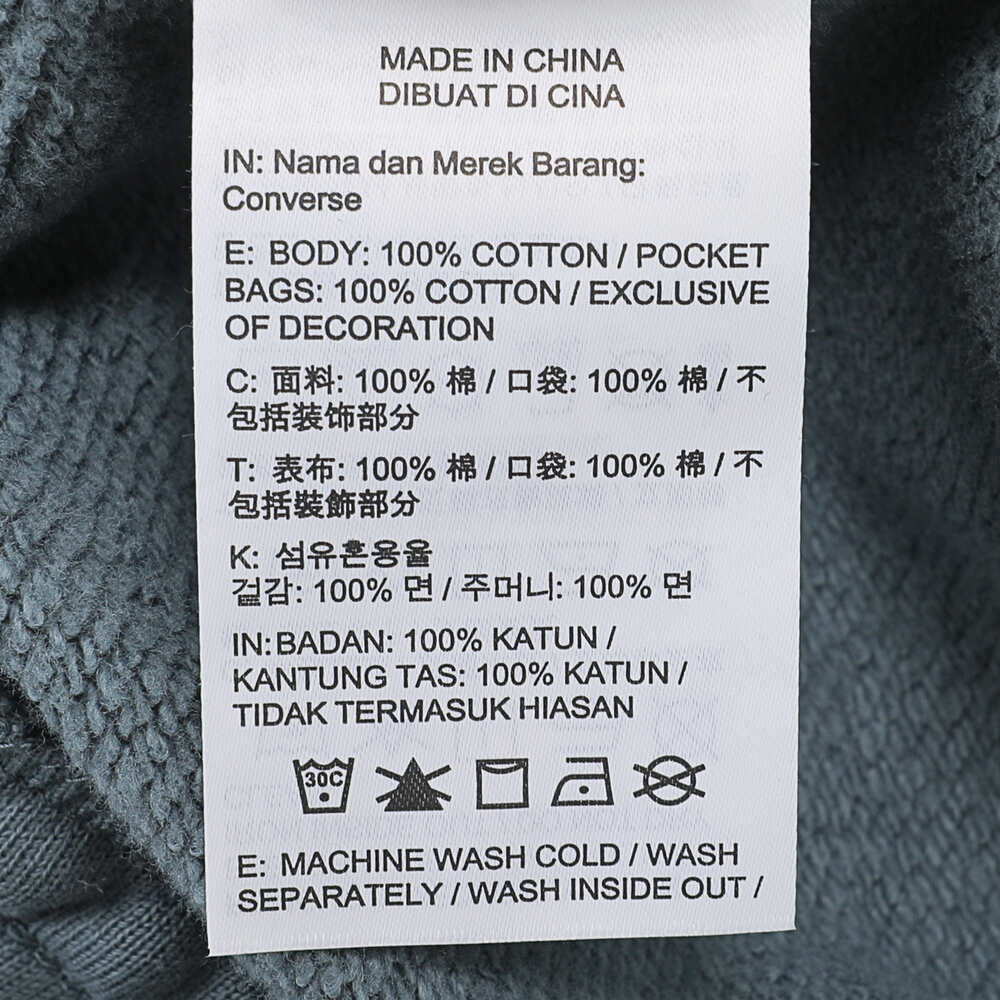 MADE IN CHINA
DIBUAT DI CINA
IN: Nama dan Merek Barang:
Converse
E: BODY: 100% COTTON / POCKET
BAGS: 100% COTTON / EXCLUSIVE
OF DECORATION
C: 面料: 100% 棉 / 口袋: 100% 棉 / 不
包括装饰部分
T: 表布: 100% 棉 / 口袋: 100% 棉 / 不
包括裝飾部分
K: 섬유혼용율
겉감: 100% 면 / 주머니: 100% 면
IN: BADAN: 100% KATUN /
KANTUNG TAS: 100% KATUN /
TIDAK TERMASUK HIASAN
30C
E: MACHINE WASH COLD / WASH
SEPARATELY / WASH INSIDE OUT /